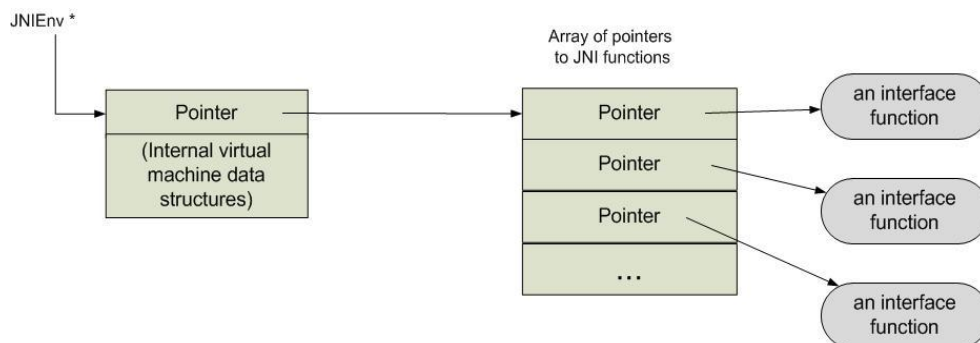 JNIEnv *
Array of pointers
to JNI functions
Pointer
(Internal virtual
machine data
structures)
Pointer
Pointer
Pointer
...
an interface
function
an interface
function
an interface
function